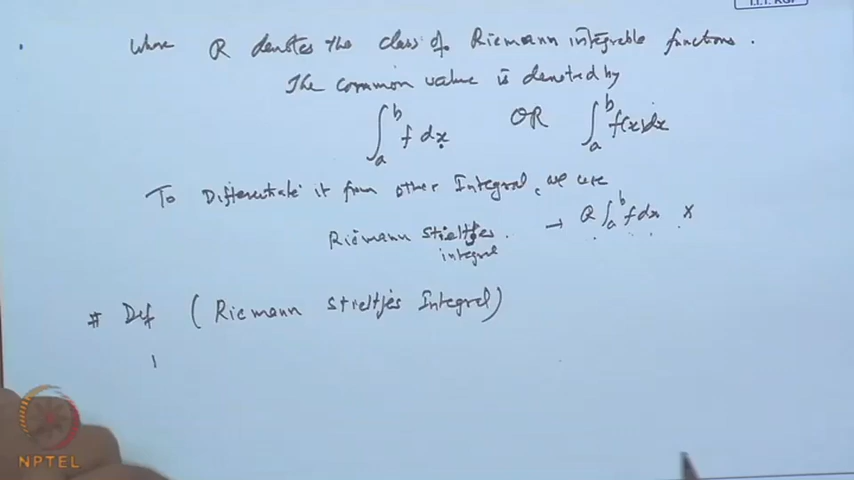 I.I.T. KGP
where R denotes the class of Riemann integrable functions.
The common value is denoted by
∫_a^b f dx OR ∫_a^b f(x)dx
To Differentiate it from other Integral, we use
Riemann Stieltjes → R ∫_a^b f dx x
integral
# Def (Riemann Stieltjes Integral)
NPTEL